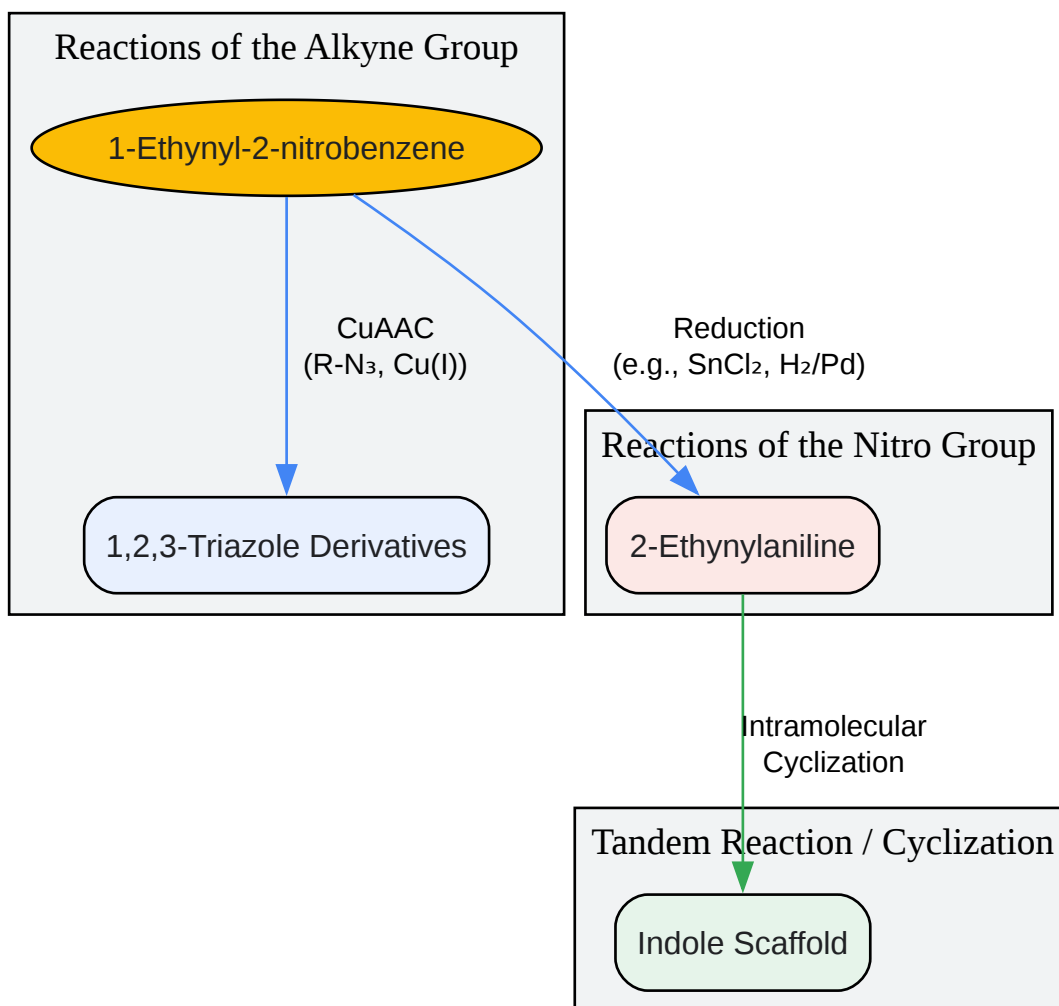 Reactions of the Alkyne Group
1-Ethynyl-2-nitrobenzene
CuAAC
(R-N₃, Cu(I))
Reduction
(e.g., SnCl₂, H₂/Pd)
Reactions of the Nitro Group
1,2,3-Triazole Derivatives
2-Ethynylaniline
Intramolecular
Cyclization
Tandem Reaction / Cyclization
Indole Scaffold